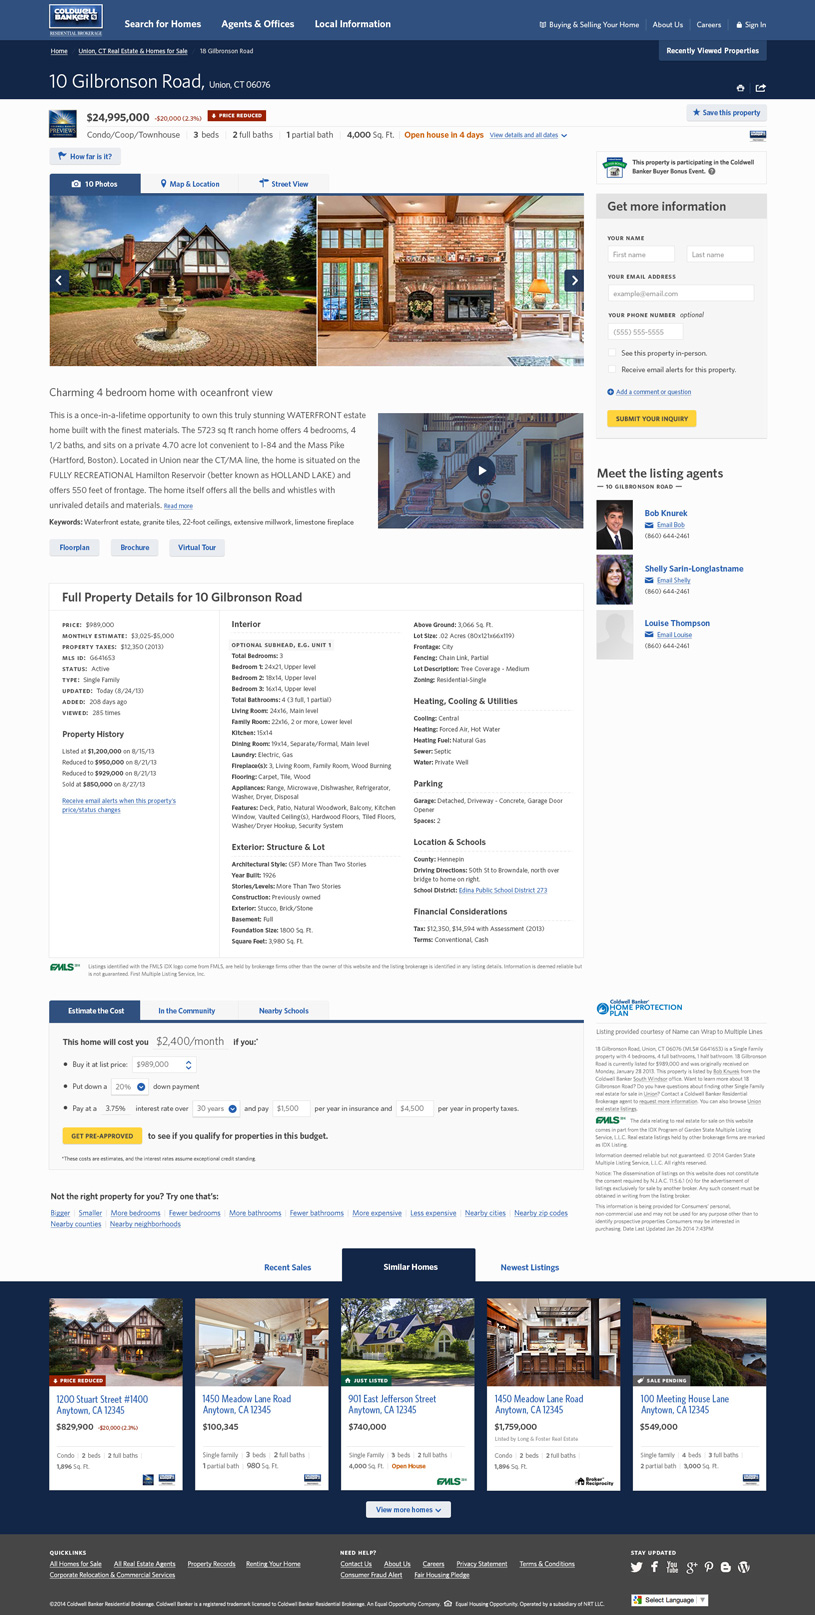 COLDWELL BANKER
RESIDENTIAL BROKERAGE
Search for Homes
Agents & Offices
Local Information
Buying & Selling Your Home
About Us
Careers
Sign In
Home
Union, CT Real Estate & Homes for Sale
18 Gilbronson Road
Recently Viewed Properties
10 Gilbronson Road, Union, CT 06076
PREVIEWS
$24,995,000 -$20,000 (2.3%) PRICE REDUCED
Save this property
Condo/Coop/Townhouse 3 beds 2 full baths 1 partial bath 4,000 Sq. Ft. Open house in 4 days View details and all dates
How far is it?
This property is participating in the Coldwell
Banker Buyer Bonus Event.
10 Photos
Map & Location
Street View
Get more information
YOUR NAME
First name
Last name
YOUR EMAIL ADDRESS
example@email.com
YOUR PHONE NUMBER optional
(555) 555-5555
See this property in-person.
Receive email alerts for this property.
Add a comment or question
SUBMIT YOUR INQUIRY
Charming 4 bedroom home with oceanfront view
This is a once-in-a-lifetime opportunity to own this truly stunning WATERFRONT estate
home built with the finest materials. The 5723 sq ft ranch home offers 4 bedrooms, 4
1/2 baths, and sits on a private 4.70 acre lot convenient to I-84 and the Mass Pike
(Hartford, Boston). Located in Union near the CT/MA line, the home is situated on the
FULLY RECREATIONAL Hamilton Reservoir (better known as HOLLAND LAKE) and
offers 550 feet of frontage. The home itself offers all the bells and whistles with
unrivaled details and materials. Read more
Keywords: Waterfront estate, granite tiles, 22-foot ceilings, extensive millwork, limestone fireplace
Floorplan
Brochure
Virtual Tour
Meet the listing agents
10 GILBRONSON ROAD
Bob Knurek
Email Bob
(860) 644-2461
Shelly Sarin-Longlastname
Email Shelly
(860) 644-2461
Louise Thompson
Email Louise
(860) 644-2461
Full Property Details for 10 Gilbronson Road
PRICE: $989,000
MONTHLY ESTIMATE: $3,025-$5,000
PROPERTY TAXES: $12,350 (2013)
MLS ID: G641653
STATUS: Active
TYPE: Single Family
UPDATED: Today (8/24/13)
ADDED: 208 days ago
VIEWED: 285 times
Property History
Listed at $1,200,000 on 8/15/13
Reduced to $950,000 on 8/21/13
Reduced to $929,000 on 8/21/13
Sold at $850,000 on 8/27/13
Receive email alerts when this property's
price/status changes
Interior
OPTIONAL SUBHEAD, E.G. UNIT 1
Total Bedrooms: 3
Bedroom 1: 24x21, Upper level
Bedroom 2: 18x14, Upper level
Bedroom 3: 16x14, Upper level
Total Bathrooms: 4 (3 full, 1 partial)
Living Room: 24x16, Main level
Family Room: 22x16, 2 or more, Lower level
Kitchen: 15x14
Dining Room: 19x14, Separate/Formal, Main level
Laundry: Electric, Gas
Fireplace(s): 3, Living Room, Family Room, Wood Burning
Flooring: Carpet, Tile, Wood
Appliances: Range, Microwave, Dishwasher, Refrigerator,
Washer, Dryer, Disposal
Features: Deck, Patio, Natural Woodwork, Balcony, Kitchen
Window, Vaulted Ceiling(s), Hardwood Floors, Tiled Floors,
Washer/Dryer Hookup, Security System
Exterior: Structure & Lot
Architectural Style: (SF) More Than Two Stories
Year Built: 1926
Stories/Levels: More Than Two Stories
Construction: Previously owned
Exterior: Stucco, Brick/Stone
Basement: Full
Foundation Size: 1800 Sq. Ft.
Square Feet: 3,980 Sq. Ft.
Above Ground: 3,066 Sq. Ft.
Lot Size: .02 Acres (80x121x66x119)
Frontage: City
Fencing: Chain Link, Partial
Lot Description: Tree Coverage - Medium
Zoning: Residential-Single
Heating, Cooling & Utilities
Cooling: Central
Heating: Forced Air, Hot Water
Heating Fuel: Natural Gas
Sewer: Septic
Water: Private Well
Parking
Garage: Detached, Driveway - Concrete, Garage Door
Opener
Spaces: 2
Location & Schools
County: Hennepin
Driving Directions: 50th St to Browndale, north over
bridge to home on right.
School District: Edina Public School District 273
Financial Considerations
Tax: $12,350, $14,594 with Assessment (2013)
Terms: Conventional, Cash
FMLS Listings identified with the FMLS IDX logo come from FMLS, are held by brokerage firms other than the owner of this website and the listing brokerage is identified in any listing details. Information is deemed reliable but
is not guaranteed. First Multiple Listing Service, Inc.
Estimate the Cost
In the Community
Nearby Schools
This home will cost you $2,400/month if you:*
Buy it at list price: $989,000
Put down a 20% down payment
Pay at a 3.75% interest rate over 30 years and pay $1,500 per year in insurance and $4,500 per year in property taxes.
GET PRE-APPROVED to see if you qualify for properties in this budget.
*These costs are estimates, and the interest rates assume exceptional credit standing.
Coldwell Banker
HOME PROTECTION
PLAN
Listing provided courtesy of Name can Wrap to Multiple Lines
18 Gilbronson Road, Union, CT 06076 (MLS# G641653) is a Single Family
property with 4 bedrooms, 4 full bathrooms, 1 half bathroom. 18 Gilbronson
Road is currently listed for $989,000 and was originally received on
Monday, January 28 2013. This property is listed by Bob Knurek from the
Coldwell Banker South Windsor office. Want to learn more about 18
Gilbronson Road? Do you have questions about finding other Single Family
real estate for sale in Union? Contact a Coldwell Banker Residential
Brokerage agent to request more information. You can also browse Union
real estate listings.
FMLS The data relating to real estate for sale on this website
comes in part from the IDX Program of Garden State Multiple Listing
Service, L.L.C. Real estate listings held by other brokerage firms are marked
as IDX Listing.
Information deemed reliable but not guaranteed. © 2014 Garden State
Multiple Listing Service, L.L.C. All rights reserved.
Notice: The dissemination of listings on this website does not constitute
the consent required by N.J.A.C. 11:5.6.1 (n) for the advertisement of
listings exclusively for sale by another broker. Any such consent must be
obtained in writing from the listing broker.
This information is being provided for Consumers' personal,
non-commercial use and may not be used for any purpose other than to
identify prospective properties Consumers may be interested in
purchasing. Date Last Updated Jan 26 2014 7:43PM
Not the right property for you? Try one that's:
Bigger Smaller More bedrooms Fewer bedrooms More bathrooms Fewer bathrooms More expensive Less expensive Nearby cities Nearby zip codes
Nearby counties Nearby neighborhoods
Recent Sales
Similar Homes
Newest Listings
PRICE REDUCED
1200 Stuart Street #1400
Anytown, CA 12345
$829,900 -$20,000 (2.3%)
Condo 2 beds 2 full baths
1,896 Sq. Ft.
1450 Meadow Lane Road
Anytown, CA 12345
$100,345
Single family 3 beds 2 full baths
1 partial bath 980 Sq. Ft.
JUST LISTED
901 East Jefferson Street
Anytown, CA 12345
$740,000
Single Family 3 beds 2 full baths
4,000 Sq. Ft. Open House
FMLS
1450 Meadow Lane Road
Anytown, CA 12345
$1,759,000
Listed by Long & Foster Real Estate
Condo 2 beds 2 full baths
1,896 Sq. Ft.
Broker Reciprocity
SALE PENDING
100 Meeting House Lane
Anytown, CA 12345
$549,000
Single family 4 beds 3 full baths
2 partial bath 3,000 Sq. Ft.
View more homes
QUICKLINKS
All Homes for Sale All Real Estate Agents Property Records Renting Your Home
Corporate Relocation & Commercial Services
NEED HELP?
Contact Us About Us Careers Privacy Statement Terms & Conditions
Consumer Fraud Alert Fair Housing Pledge
STAY UPDATED
You Tube
Select Language
©2014 Coldwell Banker Residential Brokerage. Coldwell Banker is a registered trademark licensed to Coldwell Banker Residential Brokerage. An Equal Opportunity Company. Equal Housing Opportunity. Operated by a subsidiary of NRT LLC.